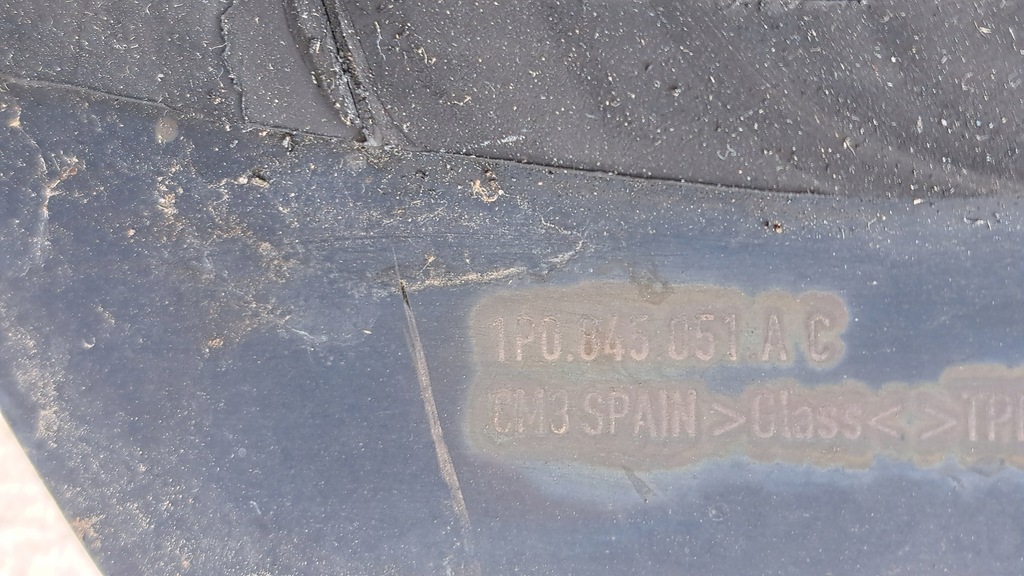 1P0.845 051.A C
CM3 SPAIN >Glass< >TP